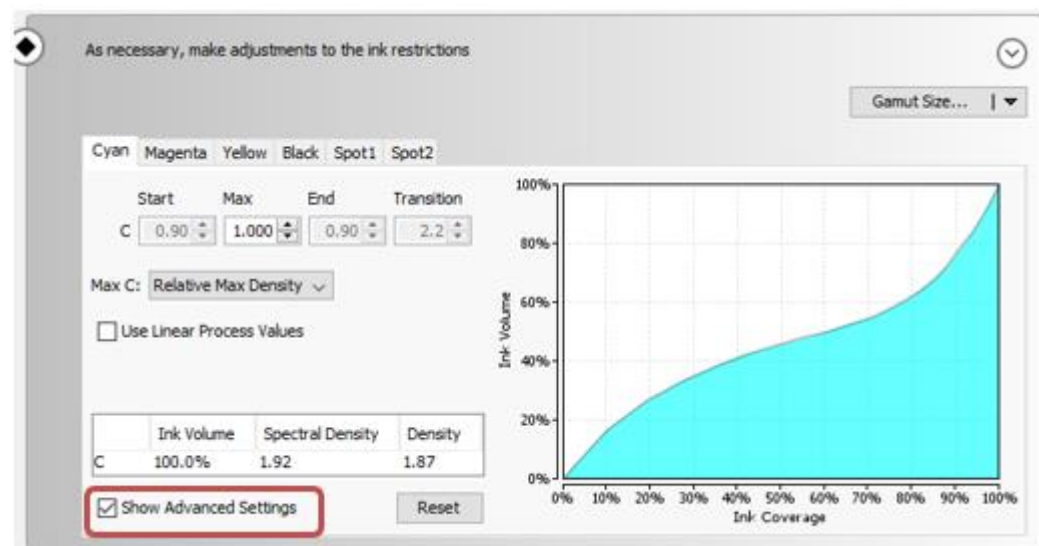 As necessary, make adjustments to the ink restrictions
Gamut Size...
Cyan Magenta Yellow Black Spot1 Spot2
Start Max End Transition
C 0.90 1.000 0.90 2.2
Max C: Relative Max Density
Use Linear Process Values
Ink Volume Spectral Density Density
C 100.0% 1.92 1.87
Show Advanced Settings Reset
100%
80%
60%
40%
20%
0%
Ink Volume
0% 10% 20% 30% 40% 50% 60% 70% 80% 90% 100%
Ink Coverage